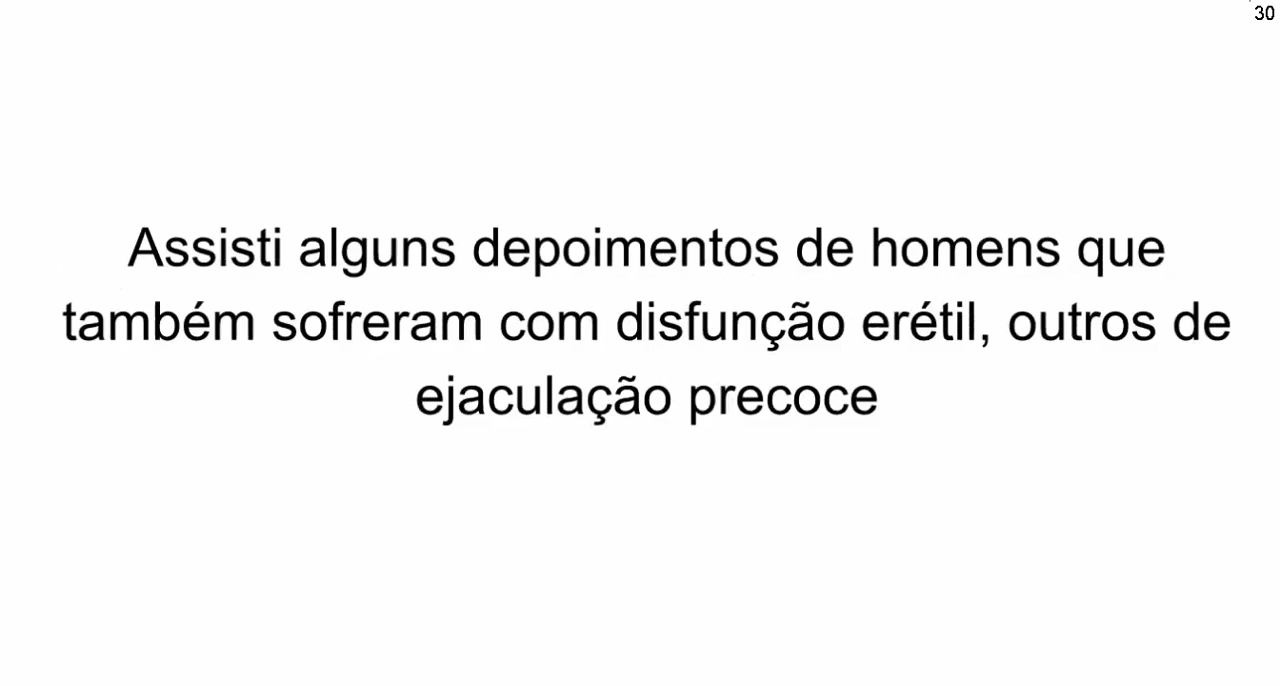 30
Assisti alguns depoimentos de homens que
também sofreram com disfunção erétil, outros de
ejaculação precoce